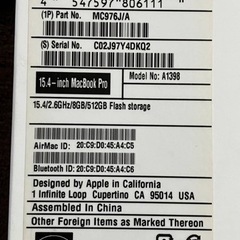 4 547597 806111
(1P) Part No. MC976J/A
(S) Serial No. C02J97Y4DKQ2
15.4-inch MacBook Pro Model No.: A1398
15.4/2.6GHz/8GB/512GB Flash storage
AirMac ID: 20:C9:D0:45:A4:C5
Bluetooth ID: 20:C9:D0:45:A4:C6
Designed by Apple in California
1 Infinite Loop Cupertino CA 95014 USA
Assembled In China
Other Foreign Items as Marked Thereon